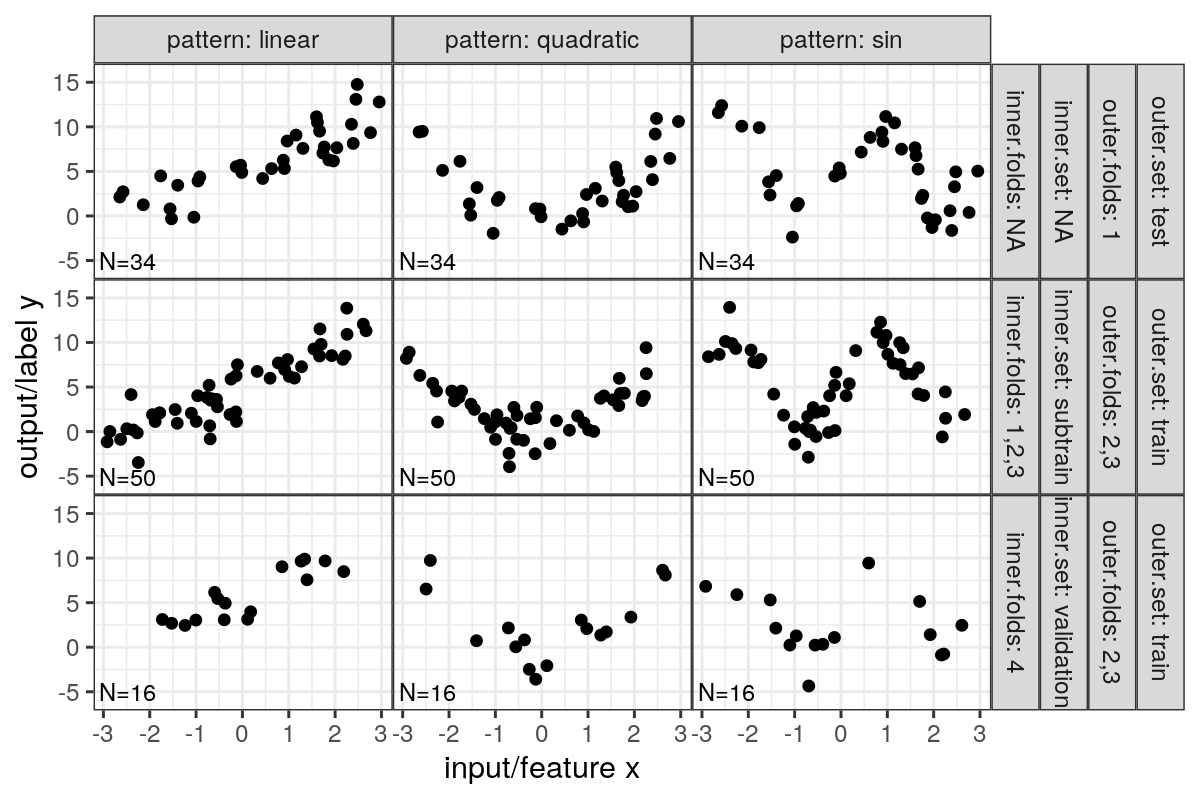 pattern: linear
pattern: quadratic
pattern: sin
15
10
5
0
-5
N=34
N=34
N=34
inner.folds: NA
inner.set: NA
outer.folds: 1
outer.set: test
15
10
5
0
-5
N=50
N=50
N=50
inner.folds: 1,2,3
inner.set: subtrain
outer.folds: 2,3
outer.set: train
15
10
5
0
-5
N=16
N=16
N=16
inner.folds: 4
inner.set: validation
outer.folds: 2,3
outer.set: train
-3 -2 -1 0 1 2 3
-3 -2 -1 0 1 2 3
-3 -2 -1 0 1 2 3
input/feature x
output/label y